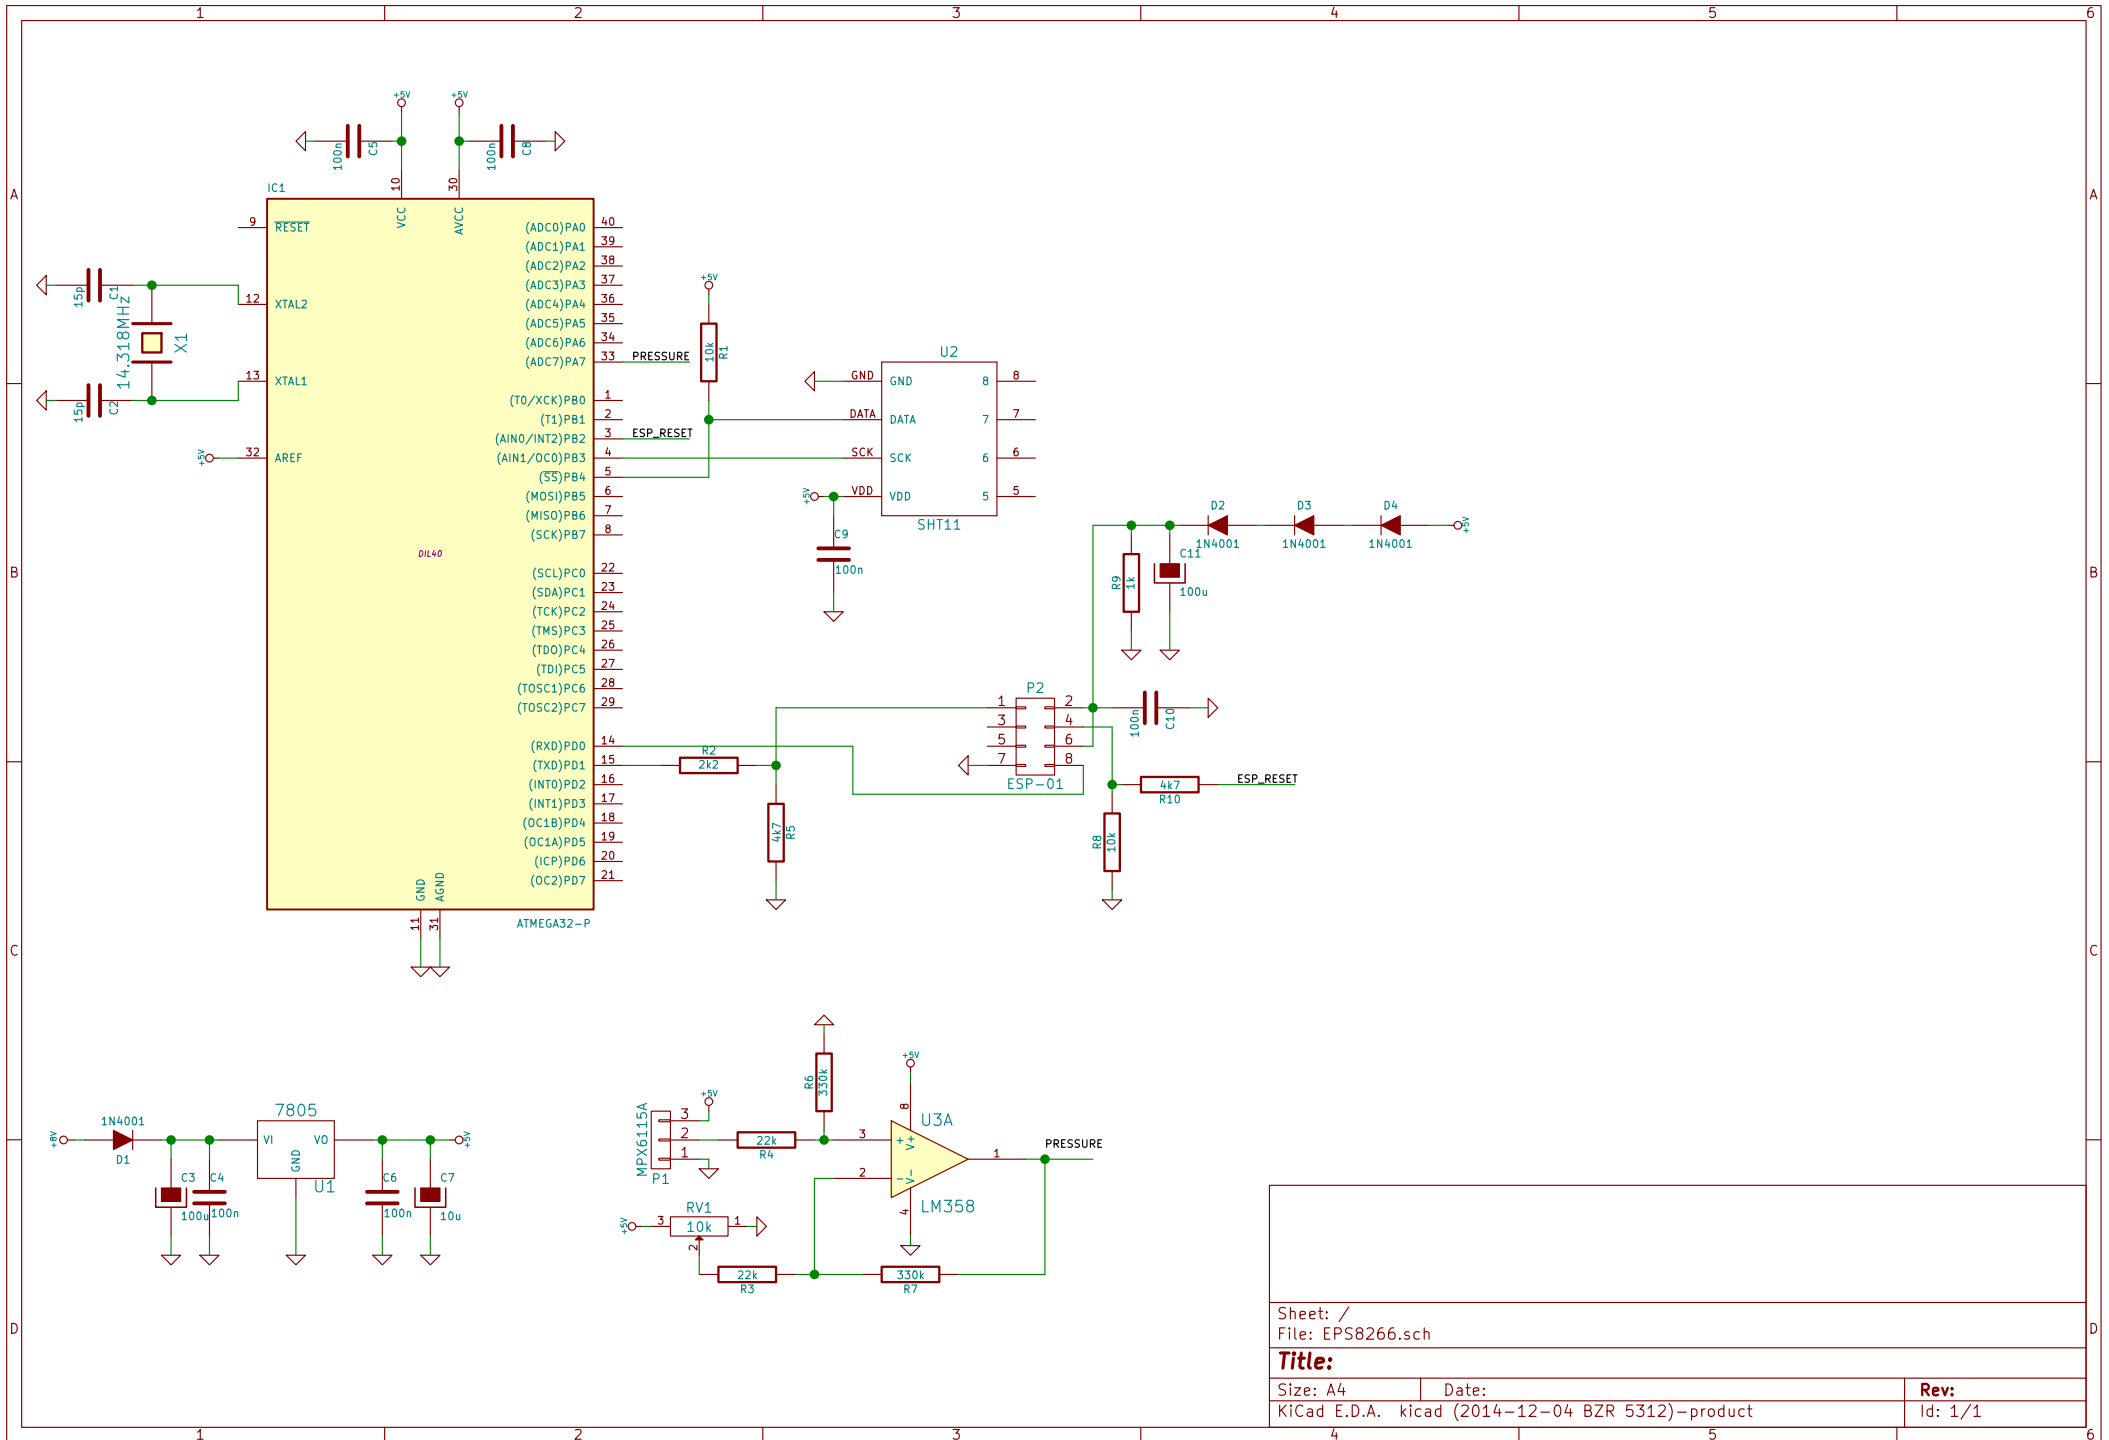 1 2 3 4 5 6
A
B
C
D
A
B
C
D
1 2 3 4 5 6
+5V
+5V
100n
C5
100n
C8
IC1
10
30
VCC
AVCC
9
RESET
15p
C1
14.318MHz
X1
15p
C2
12
XTAL2
13
XTAL1
+5V
32
AREF
DIL40
(ADC0)PA0 40
(ADC1)PA1 39
(ADC2)PA2 38
(ADC3)PA3 37
(ADC4)PA4 36
(ADC5)PA5 35
(ADC6)PA6 34
(ADC7)PA7 33 PRESSURE
(T0/XCK)PB0 1
(T1)PB1 2
(AIN0/INT2)PB2 3 ESP_RESET
(AIN1/OC0)PB3 4
(SS)PB4 5
(MOSI)PB5 6
(MISO)PB6 7
(SCK)PB7 8
(SCL)PC0 22
(SDA)PC1 23
(TCK)PC2 24
(TMS)PC3 25
(TDO)PC4 26
(TDI)PC5 27
(TOSC1)PC6 28
(TOSC2)PC7 29
(RXD)PD0 14
(TXD)PD1 15
(INT0)PD2 16
(INT1)PD3 17
(OC1B)PD4 18
(OC1A)PD5 19
(ICP)PD6 20
(OC2)PD7 21
GND
AGND
11
31
ATMEGA32-P
+5V
10k
R1
U2
GND GND 8 8
DATA DATA 7 7
SCK SCK 6 6
+5V
VDD VDD 5 5
SHT11
C9
100n
D2
1N4001
D3
1N4001
D4
1N4001
+5V
R9
1k
C11
100u
P2
1 2
3 4
5 6
7 8
ESP-01
100n
C10
R2
2k2
4k7
R5
4k7
R10
ESP_RESET
R8
10k
+8V
1N4001
D1
7805
VI VO
GND
U1
C3
100u
C4
100n
C6
100n
C7
10u
+5V
MPX6115A
3
2
1
P1
+5V
22k
R4
R6
330k
+5V
8
U3A
3
+
V+
2
-
V-
1
4
LM358
PRESSURE
RV1
+5V
3 10k 1
2
22k
R3
330k
R7
Sheet: /
File: EPS8266.sch
Title:
Size: A4 Date: Rev:
KiCad E.D.A. kicad (2014-12-04 BZR 5312)-product Id: 1/1